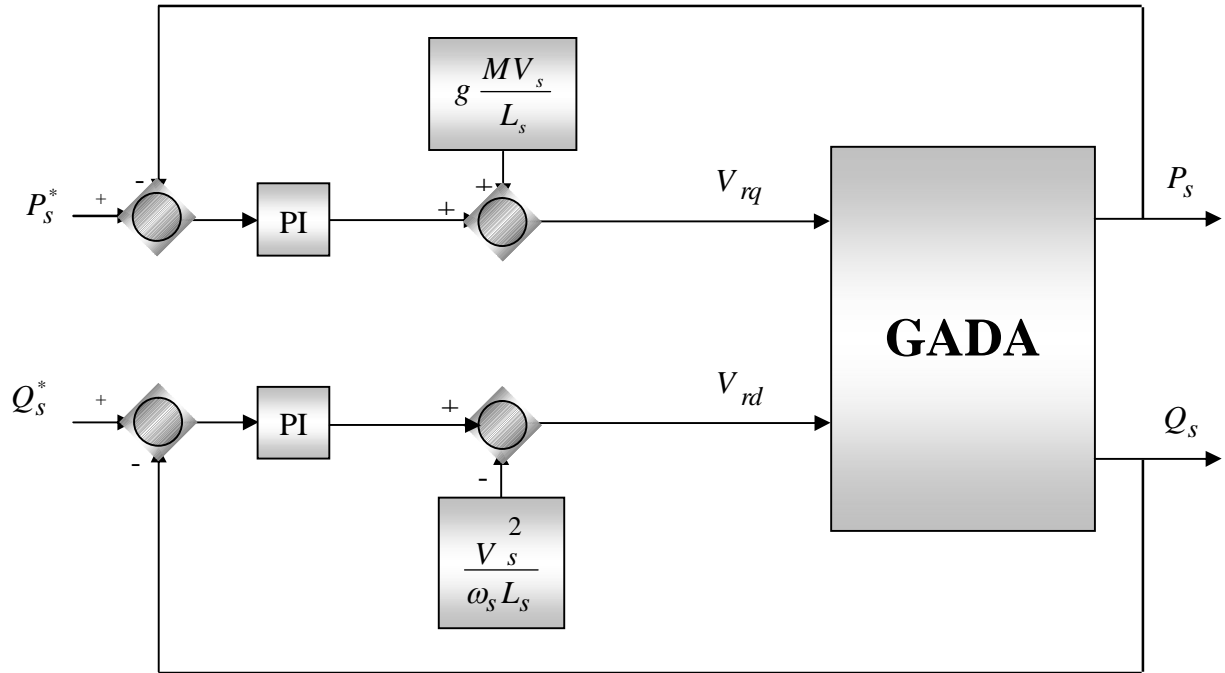 g MV_s / L_s
-
+
P_s^*
PI
+
+
V_rq
P_s
GADA
Q_s^*
+
-
PI
+
-
V_rd
Q_s
V_s^2 / ω_s L_s